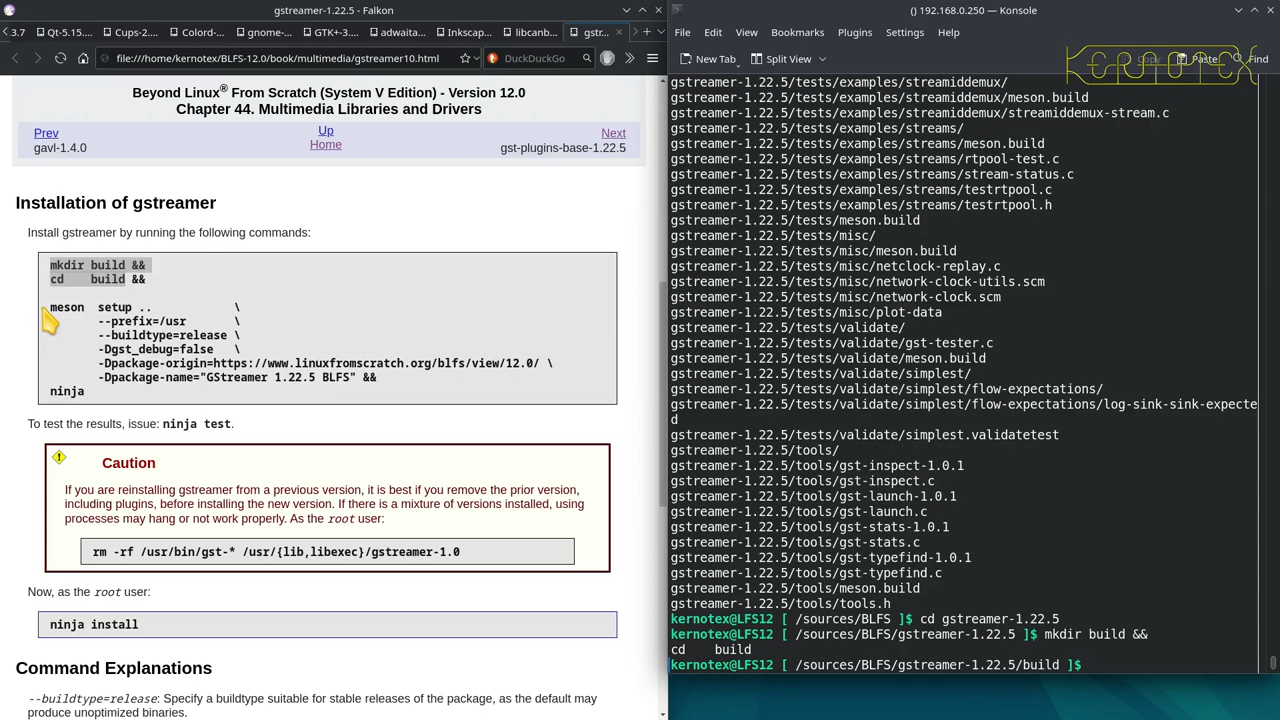 gstreamer-1.22.5 - Falkon
3.7 Qt-5.15.... Cups-2.... Colord-... gnome-... GTK+-3.... adwaita... Inkscap... libcanb... gstr...
file:///home/kernotex/BLFS-12.0/book/multimedia/gstreamer10.html
DuckDuckGo
Beyond Linux® From Scratch (System V Edition) - Version 12.0
Chapter 44. Multimedia Libraries and Drivers
Prev Up Next
gavl-1.4.0 Home gst-plugins-base-1.22.5
Installation of gstreamer
Install gstreamer by running the following commands:
mkdir build &&
cd    build &&
meson  setup ..            \
--prefix=/usr       \
--buildtype=release \
-Dgst_debug=false   \
-Dpackage-origin=https://www.linuxfromscratch.org/blfs/view/12.0/ \
-Dpackage-name="GStreamer 1.22.5 BLFS" &&
ninja
To test the results, issue: ninja test.
Caution
If you are reinstalling gstreamer from a previous version, it is best if you remove the prior version,
including plugins, before installing the new version. If there is a mixture of versions installed, using
processes may hang or not work properly. As the root user:
rm -rf /usr/bin/gst-* /usr/{lib,libexec}/gstreamer-1.0
Now, as the root user:
ninja install
Command Explanations
--buildtype=release: Specify a buildtype suitable for stable releases of the package, as the default may
produce unoptimized binaries.
() 192.168.0.250 — Konsole
File Edit View Bookmarks Plugins Settings Help
New Tab Split View Copy Paste Find
KERNOTEX
gstreamer-1.22.5/tests/examples/streamiddemux/
gstreamer-1.22.5/tests/examples/streamiddemux/meson.build
gstreamer-1.22.5/tests/examples/streamiddemux/streamiddemux-stream.c
gstreamer-1.22.5/tests/examples/streams/
gstreamer-1.22.5/tests/examples/streams/meson.build
gstreamer-1.22.5/tests/examples/streams/rtpool-test.c
gstreamer-1.22.5/tests/examples/streams/stream-status.c
gstreamer-1.22.5/tests/examples/streams/testrtpool.c
gstreamer-1.22.5/tests/examples/streams/testrtpool.h
gstreamer-1.22.5/tests/meson.build
gstreamer-1.22.5/tests/misc/
gstreamer-1.22.5/tests/misc/meson.build
gstreamer-1.22.5/tests/misc/netclock-replay.c
gstreamer-1.22.5/tests/misc/network-clock-utils.scm
gstreamer-1.22.5/tests/misc/network-clock.scm
gstreamer-1.22.5/tests/misc/plot-data
gstreamer-1.22.5/tests/validate/
gstreamer-1.22.5/tests/validate/gst-tester.c
gstreamer-1.22.5/tests/validate/meson.build
gstreamer-1.22.5/tests/validate/simplest/
gstreamer-1.22.5/tests/validate/simplest/flow-expectations/
gstreamer-1.22.5/tests/validate/simplest/flow-expectations/log-sink-sink-expecte
d
gstreamer-1.22.5/tests/validate/simplest.validatetest
gstreamer-1.22.5/tools/
gstreamer-1.22.5/tools/gst-inspect-1.0.1
gstreamer-1.22.5/tools/gst-inspect.c
gstreamer-1.22.5/tools/gst-launch-1.0.1
gstreamer-1.22.5/tools/gst-launch.c
gstreamer-1.22.5/tools/gst-stats-1.0.1
gstreamer-1.22.5/tools/gst-stats.c
gstreamer-1.22.5/tools/gst-typefind-1.0.1
gstreamer-1.22.5/tools/gst-typefind.c
gstreamer-1.22.5/tools/meson.build
gstreamer-1.22.5/tools/tools.h
kernotex@LFS12 [ /sources/BLFS ]$ cd gstreamer-1.22.5
kernotex@LFS12 [ /sources/BLFS/gstreamer-1.22.5 ]$ mkdir build &&
cd    build
kernotex@LFS12 [ /sources/BLFS/gstreamer-1.22.5/build ]$